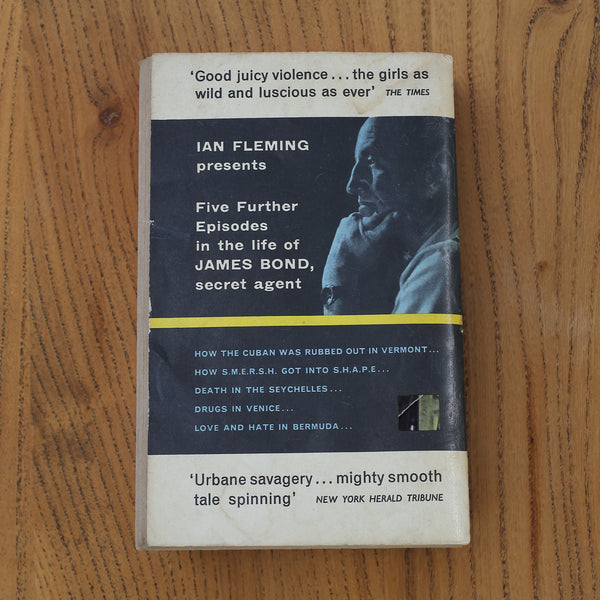 ‘Good juicy violence... the girls as
wild and luscious as ever’ THE TIMES
IAN FLEMING
presents
Five Further
Episodes
in the life of
JAMES BOND,
secret agent
HOW THE CUBAN WAS RUBBED OUT IN VERMONT...
HOW S.M.E.R.S.H. GOT INTO S.H.A.P.E...
DEATH IN THE SEYCHELLES...
DRUGS IN VENICE...
LOVE AND HATE IN BERMUDA...
‘Urbane savagery... mighty smooth
tale spinning’ NEW YORK HERALD TRIBUNE